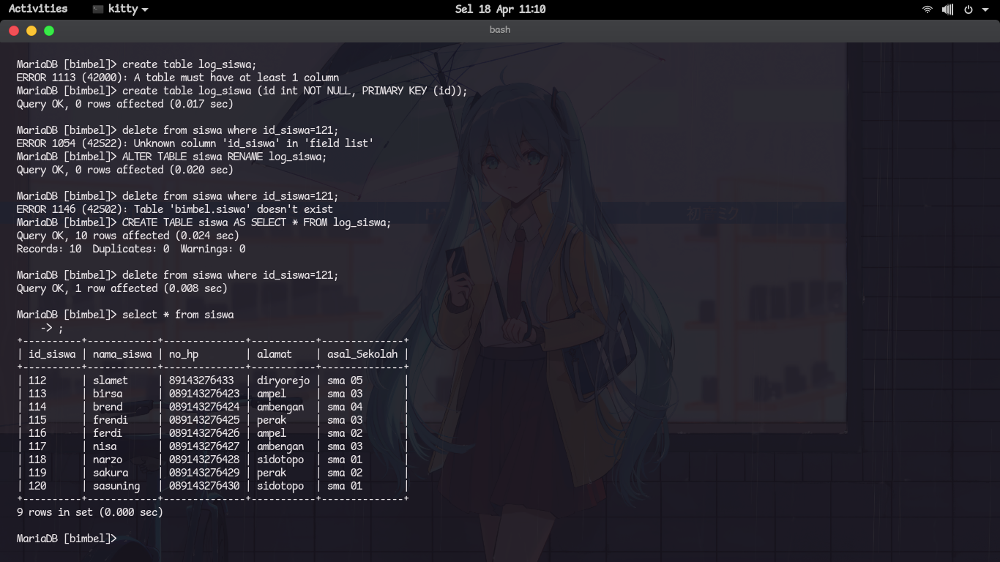 Activities kitty Sel 18 Apr 11:10
bash
MariaDB [bimbel]> create table log_siswa;
ERROR 1113 (42000): A table must have at least 1 column
MariaDB [bimbel]> create table log_siswa (id int NOT NULL, PRIMARY KEY (id));
Query OK, 0 rows affected (0.017 sec)
MariaDB [bimbel]> delete from siswa where id_siswa=121;
ERROR 1054 (42S22): Unknown column 'id_siswa' in 'field list'
MariaDB [bimbel]> ALTER TABLE siswa RENAME log_siswa;
Query OK, 0 rows affected (0.020 sec)
MariaDB [bimbel]> delete from siswa where id_siswa=121;
ERROR 1146 (42S02): Table 'bimbel.siswa' doesn't exist
MariaDB [bimbel]> CREATE TABLE siswa AS SELECT * FROM log_siswa;
Query OK, 10 rows affected (0.024 sec)
Records: 10  Duplicates: 0  Warnings: 0
MariaDB [bimbel]> delete from siswa where id_siswa=121;
Query OK, 1 row affected (0.008 sec)
MariaDB [bimbel]> select * from siswa
    -> ;
+----------+------------+--------------+-----------+--------------+
| id_siswa | nama_siswa | no_hp        | alamat    | asal_Sekolah |
+----------+------------+--------------+-----------+--------------+
| 112      | slamet     | 89143276433  | diryorejo | sma 05       |
| 113      | birsa      | 089143276423 | ampel     | sma 03       |
| 114      | brend      | 089143276424 | ambengan  | sma 04       |
| 115      | frendi     | 089143276425 | perak     | sma 03       |
| 116      | ferdi      | 089143276426 | ampel     | sma 02       |
| 117      | nisa       | 089143276427 | ambengan  | sma 03       |
| 118      | narzo      | 089143276428 | sidotopo  | sma 01       |
| 119      | sakura     | 089143276429 | perak     | sma 02       |
| 120      | sasuning   | 089143276430 | sidotopo  | sma 01       |
+----------+------------+--------------+-----------+--------------+
9 rows in set (0.000 sec)
MariaDB [bimbel]>